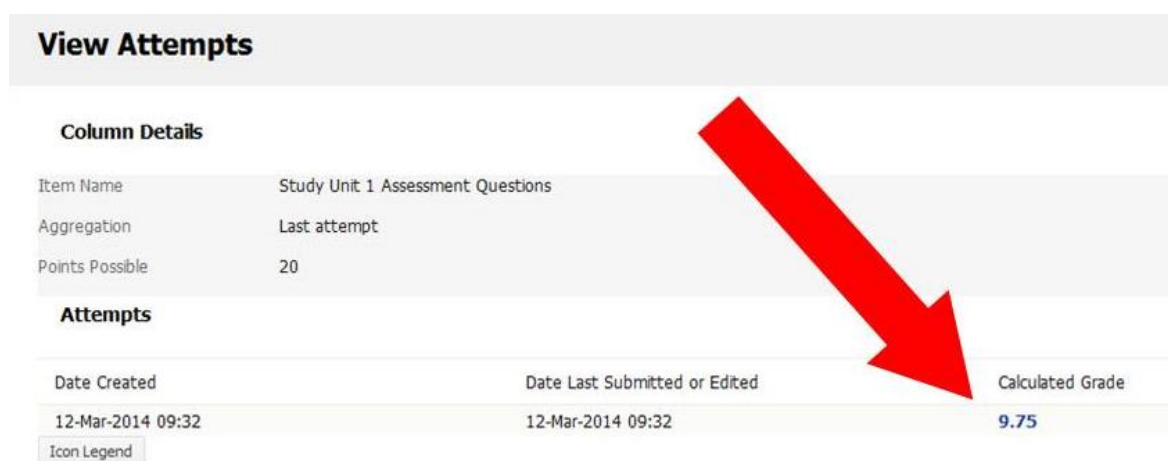 View Attempts
Column Details
Item Name Study Unit 1 Assessment Questions
Aggregation Last attempt
Points Possible 20
Attempts
Date Created Date Last Submitted or Edited Calculated Grade
12-Mar-2014 09:32 12-Mar-2014 09:32 9.75
Icon Legend